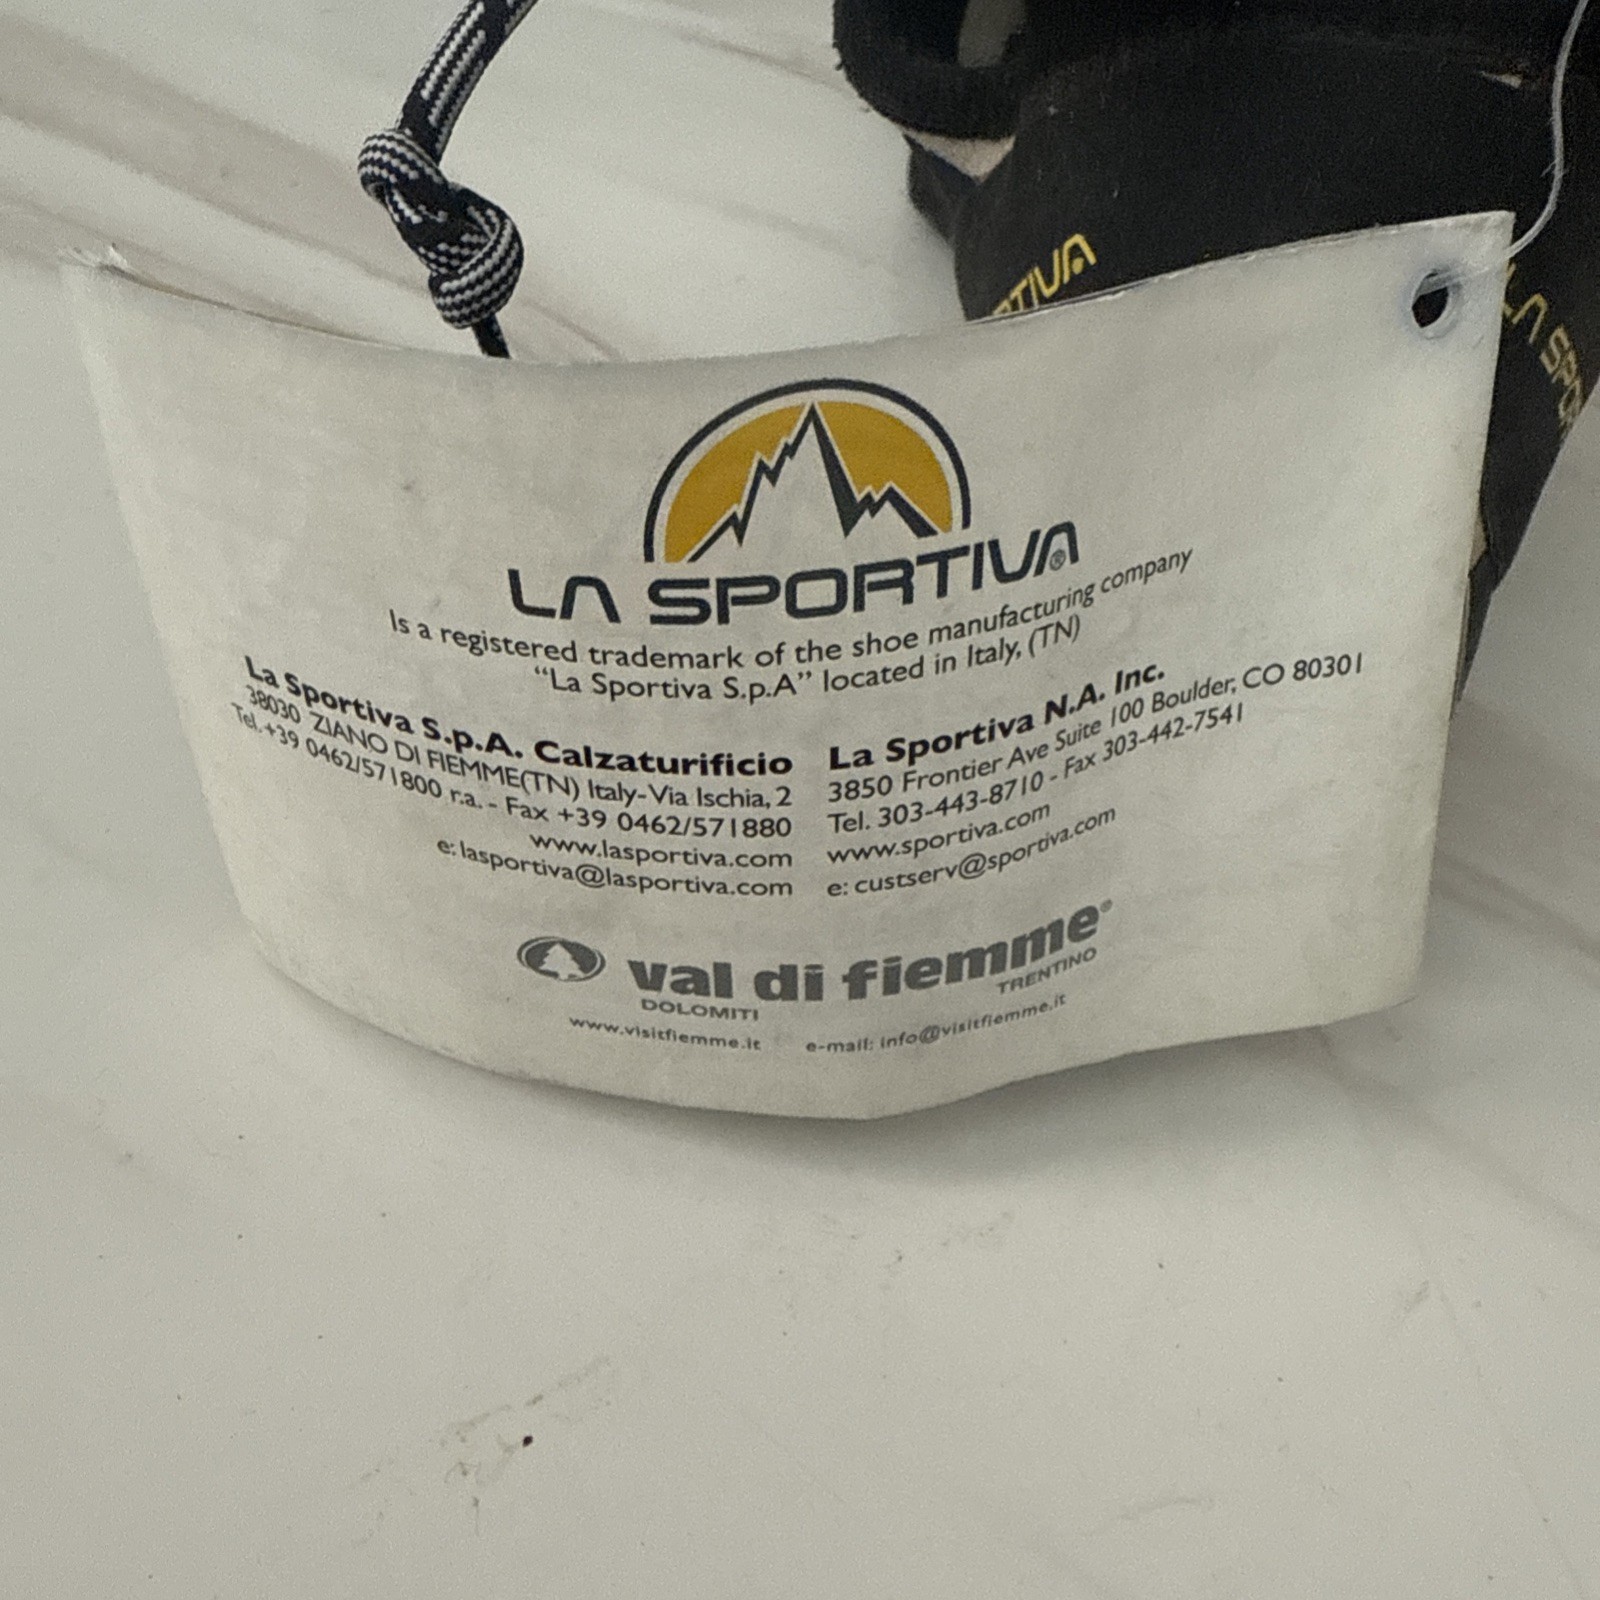 RTIVA
LA SPO
LA SPORTIVA®
Is a registered trademark of the shoe manufacturing company
“La Sportiva S.p.A” located in Italy, (TN)
La Sportiva S.p.A. Calzaturificio
38030 ZIANO DI FIEMME(TN) Italy-Via Ischia, 2
Tel.+39 0462/571800 r.a. - Fax +39 0462/571880
www.lasportiva.com
e: lasportiva@lasportiva.com
La Sportiva N.A. Inc.
3850 Frontier Ave Suite 100 Boulder, CO 80301
Tel. 303-443-8710 - Fax 303-442-7541
www.sportiva.com
e: custserv@sportiva.com
val di fiemme®
DOLOMITI TRENTINO
www.visitfiemme.it e-mail: info@visitfiemme.it